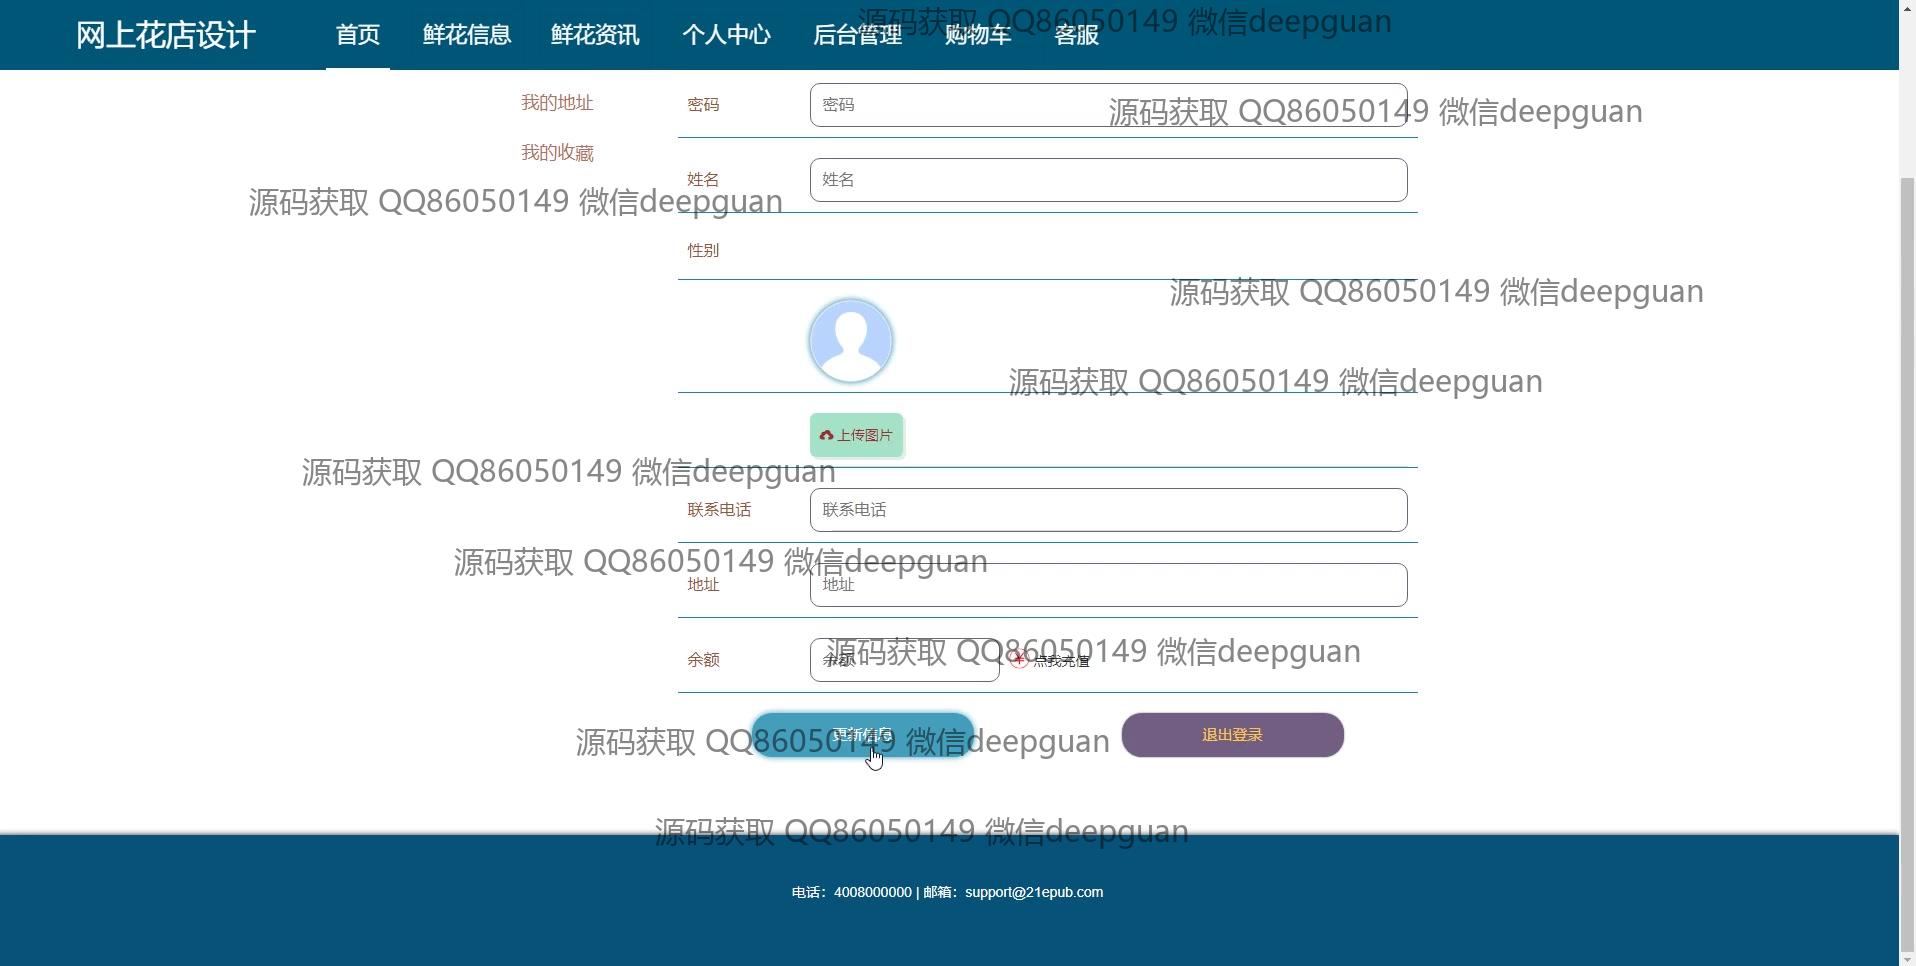 网上花店设计 首页 鲜花信息 鲜花资讯 个人中心 后台管理 购物车 客服
源码获取 QQ86050149 微信deepguan
我的地址 密码 密码
源码获取 QQ86050149 微信deepguan
我的收藏
姓名 姓名
源码获取 QQ86050149 微信deepguan
性别
源码获取 QQ86050149 微信deepguan
源码获取 QQ86050149 微信deepguan
上传图片
源码获取 QQ86050149 微信deepguan
联系电话 联系电话
源码获取 QQ86050149 微信deepguan
地址 地址
源码获取 QQ86050149 微信deepguan
余额 余额 点我充值
更新信息 退出登录
源码获取 QQ86050149 微信deepguan
源码获取 QQ86050149 微信deepguan
电话：4008000000 | 邮箱：support@21epub.com